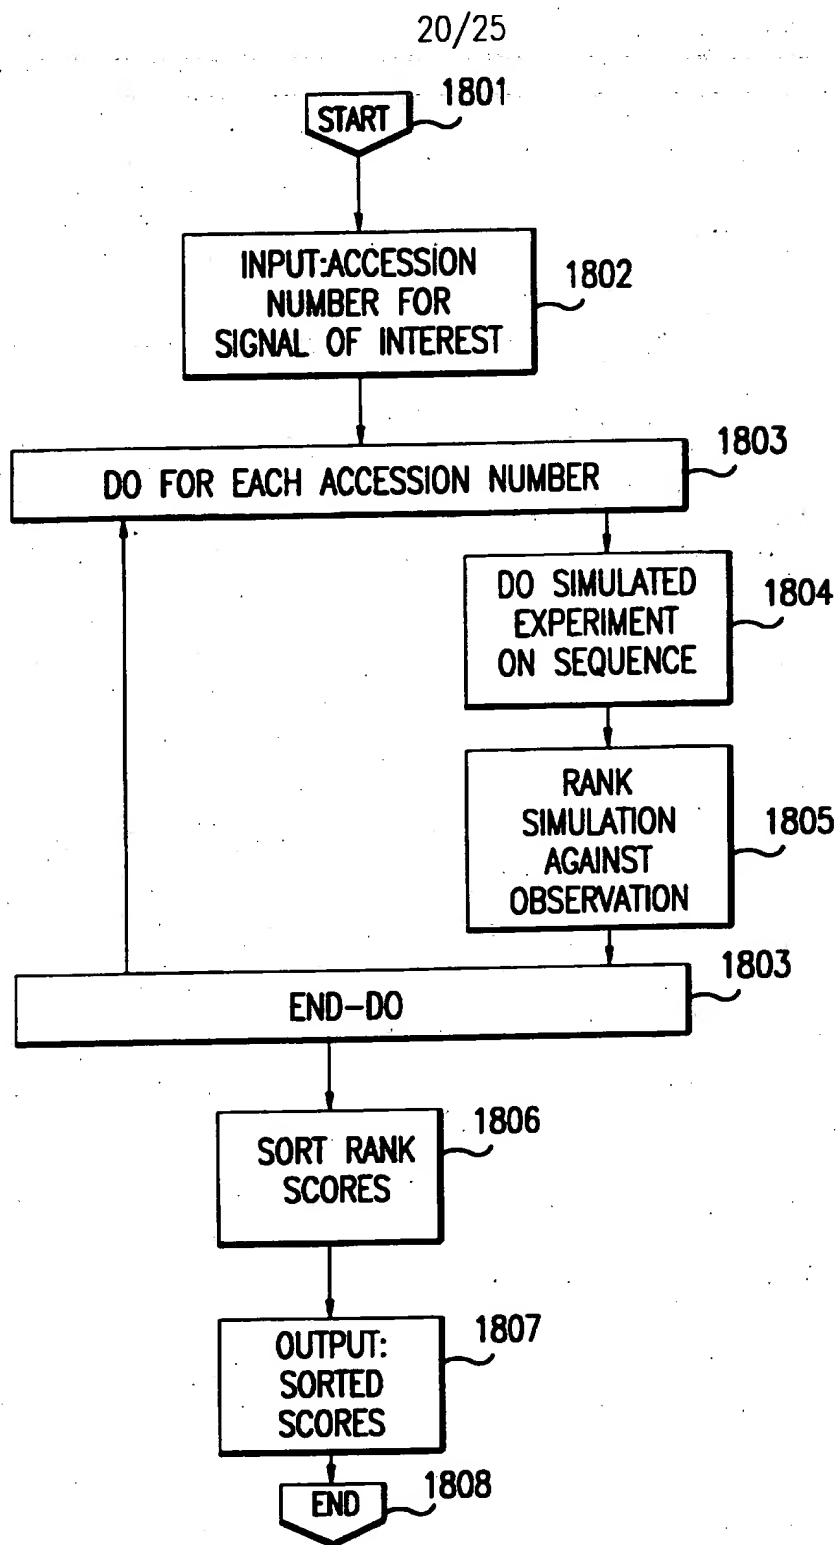 20/25
START
1801
INPUT:ACCESSION
NUMBER FOR
SIGNAL OF INTEREST
1802
DO FOR EACH ACCESSION NUMBER
1803
DO SIMULATED
EXPERIMENT
ON SEQUENCE
1804
RANK
SIMULATION
AGAINST
OBSERVATION
1805
END-DO
1803
SORT RANK
SCORES
1806
OUTPUT:
SORTED
SCORES
1807
END
1808